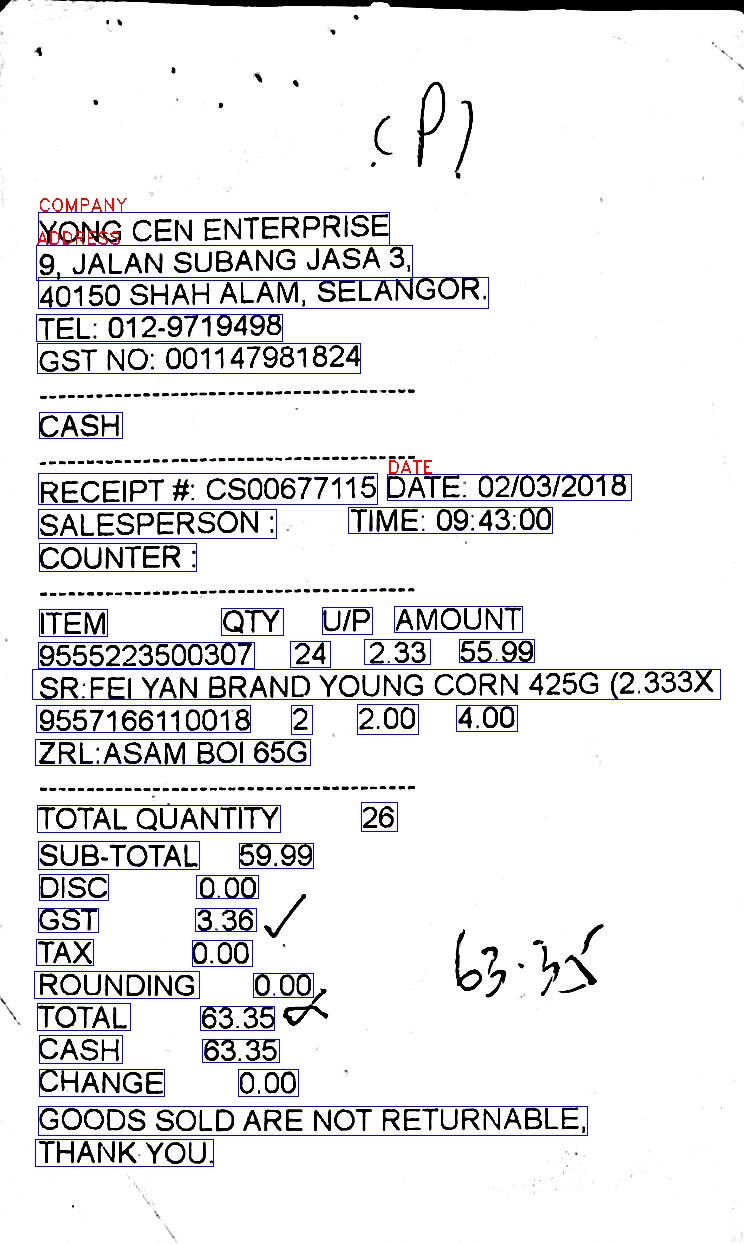 (P)
COMPANY
YONG CEN ENTERPRISE
ADDRESS
9, JALAN SUBANG JASA 3,
40150 SHAH ALAM, SELANGOR.
TEL: 012-9719498
GST NO: 001147981824
----------------------------------------
CASH
----------------------------------------
DATE
RECEIPT #: CS00677115 DATE: 02/03/2018
SALESPERSON : TIME: 09:43:00
COUNTER :
----------------------------------------
ITEM QTY U/P AMOUNT
9555223500307 24 2.33 55.99
SR:FEI YAN BRAND YOUNG CORN 425G (2.333X
9557166110018 2 2.00 4.00
ZRL:ASAM BOI 65G
----------------------------------------
TOTAL QUANTITY 26
SUB-TOTAL 59.99
DISC 0.00
GST 3.36
TAX 0.00
63.35
ROUNDING 0.00
TOTAL 63.35
CASH 63.35
CHANGE 0.00
GOODS SOLD ARE NOT RETURNABLE,
THANK YOU.